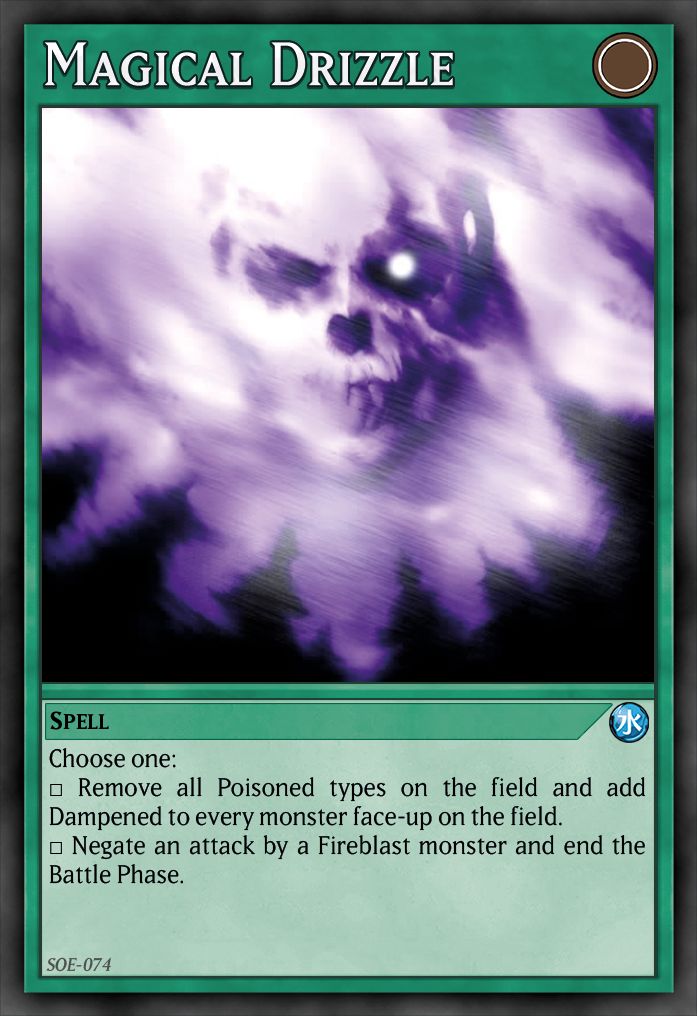 Magical Drizzle
Spell
水
Choose one:
□ Remove all Poisoned types on the field and add
Dampened to every monster face-up on the field.
□ Negate an attack by a Fireblast monster and end the
Battle Phase.
SOE-074